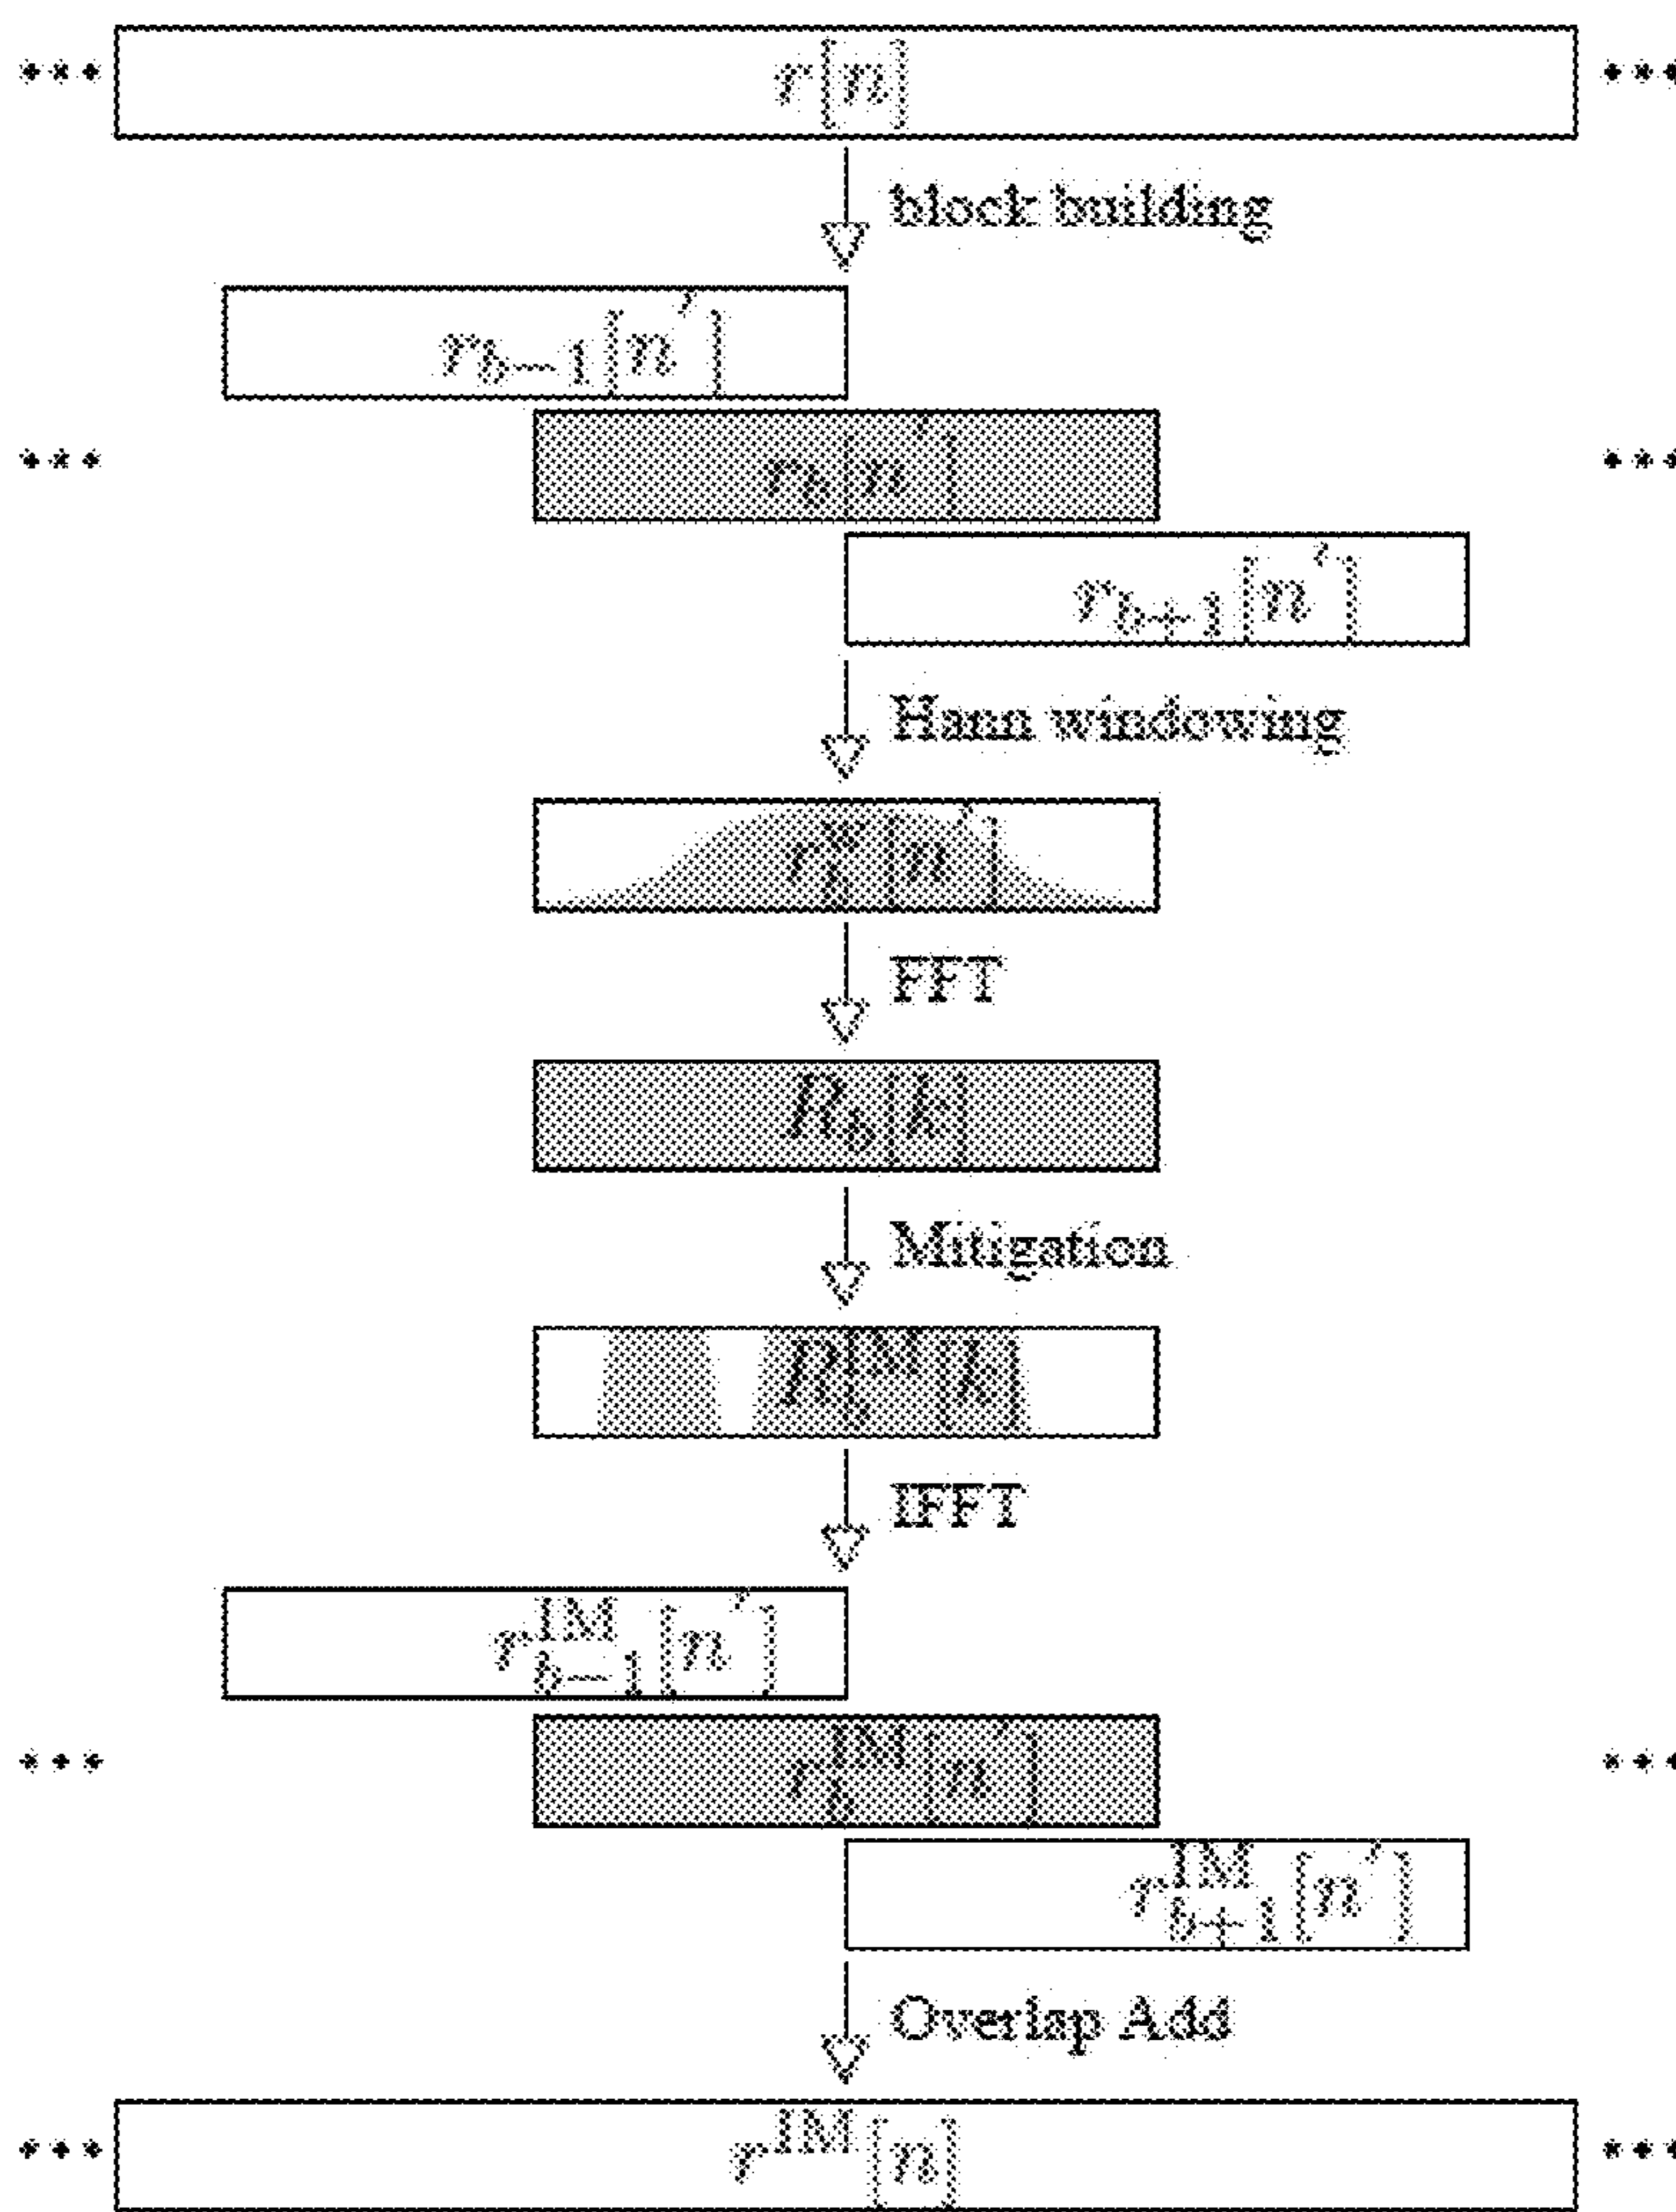 ... r[n] ...
block building
r_{b-1}[n']
... r_b[n'] ...
r_{b+1}[n']
Hann windowing
r_b^w[n']
FFT
R_b[k]
Mitigation
R_b^{IM}[k]
IFFT
r_{b-1}^{IM}[n']
... r_b^{IM}[n'] ...
r_{b+1}^{IM}[n']
Overlap Add
... r^{IM}[n] ...